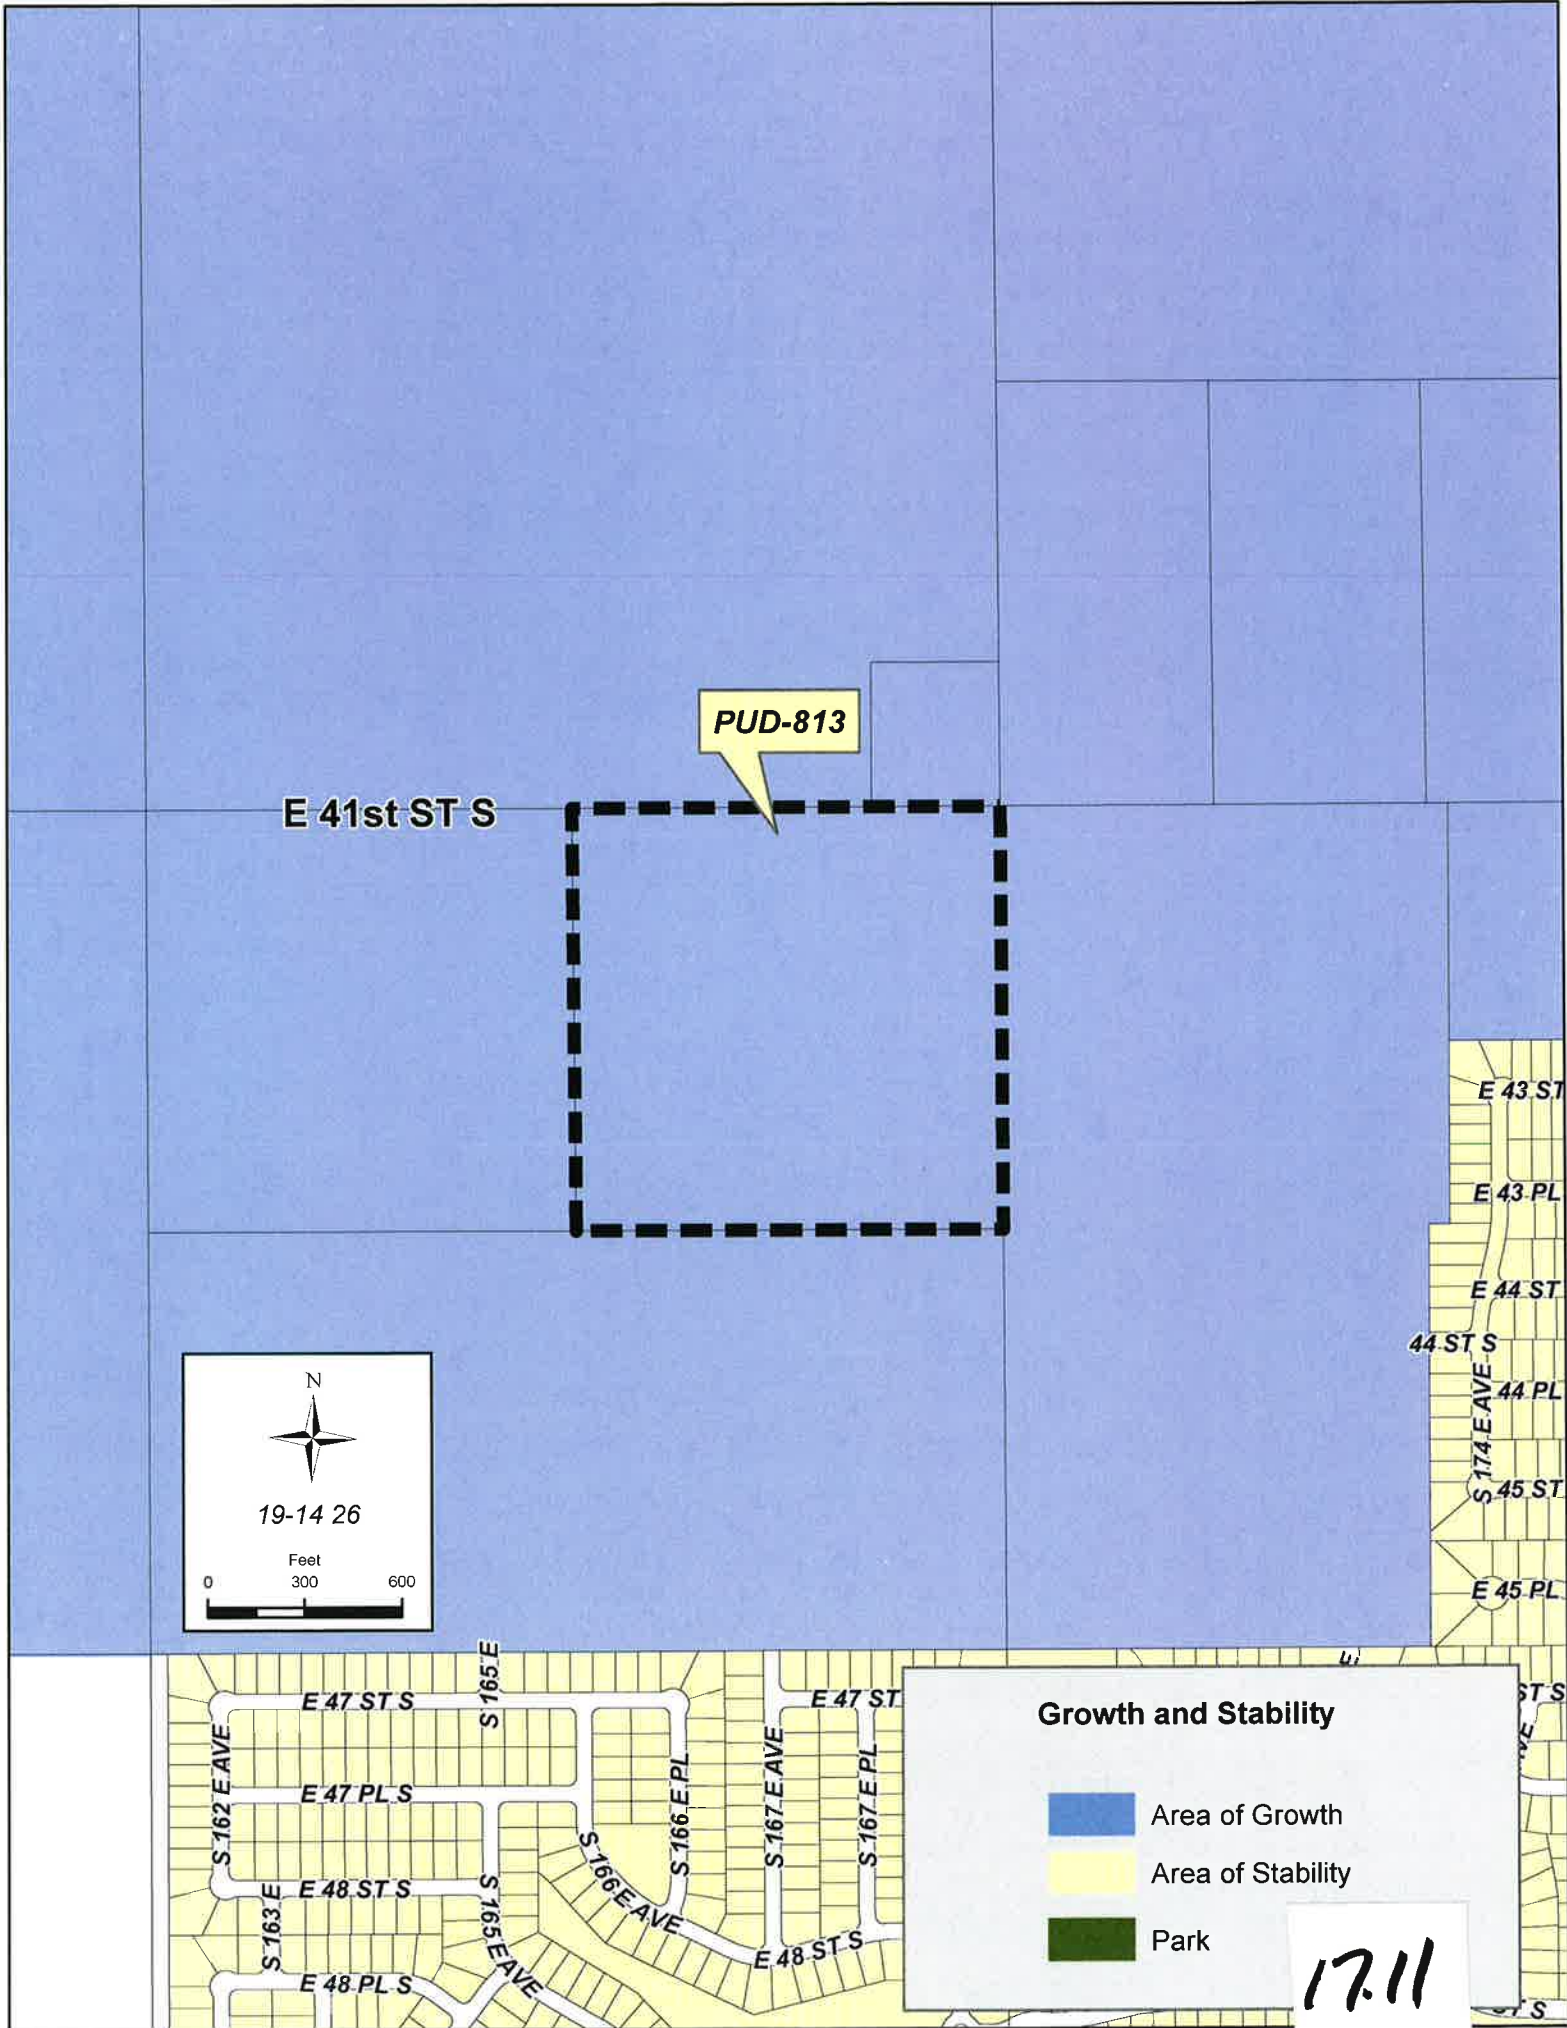 PUD-813
E 41st ST S
E 43 ST
E 43 PL
E 44 ST
44 ST S
44 PL
S 174 E AVE
45 ST
E 45 PL
N
19-14 26
Feet
0 300 600
S 165 E
E 47 ST S
E 47 ST
ST S
S 162 E AVE
E 47 PL S
S 166 E PL
S 167 E AVE
S 167 E PL
S 166 E AVE
E 48 ST S
S 163 E
S 165 E AVE
E 48 ST S
E 48 PL S
Growth and Stability
Area of Growth
Area of Stability
Park
17.11